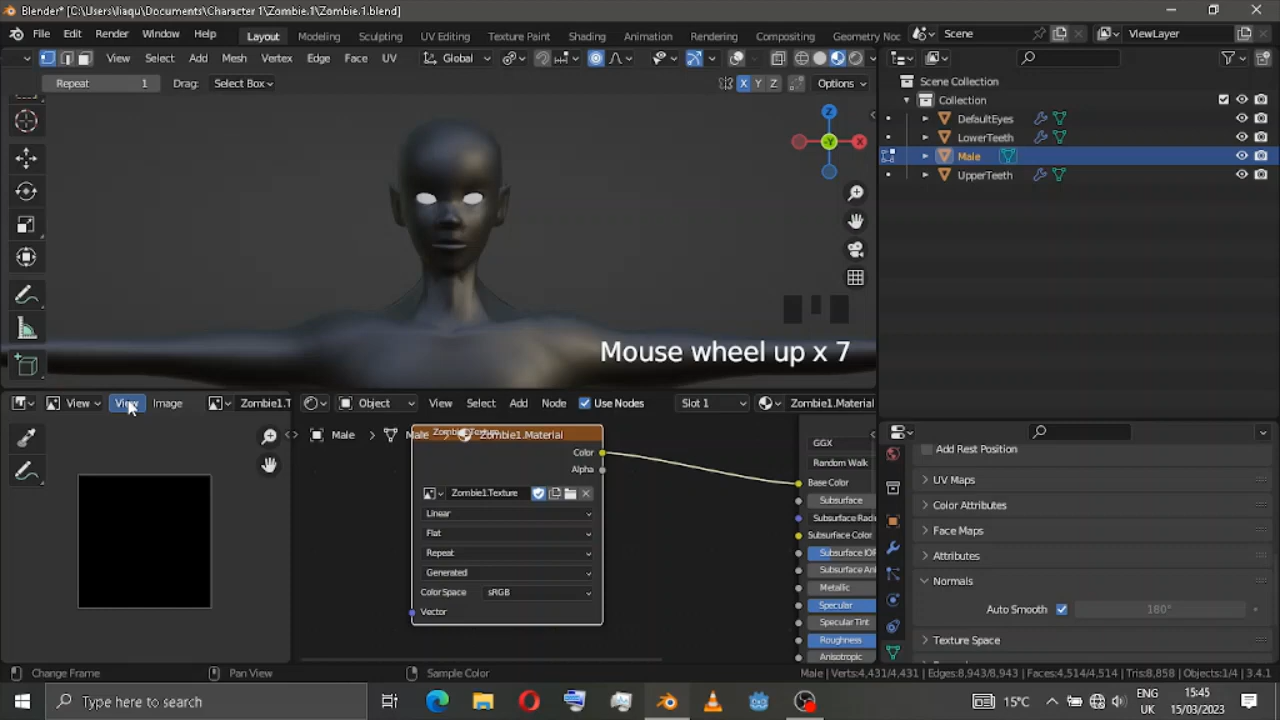 Blender* [C:\Users\liaqu\Documents\Character 1\Zombie.1\Zombie.1.blend]
File Edit Render Window Help Layout Modeling Sculpting UV Editing Texture Paint Shading Animation Rendering Compositing Geometry Noc Scene ViewLayer
View Select Add Mesh Vertex Edge Face UV Global
Repeat 1 Drag: Select Box X Y Z Options
Scene Collection
Collection
DefaultEyes
LowerTeeth
Male
UpperTeeth
Z
-Y X
Mouse wheel up x 7
View View Image Zombie1.T Object View Select Add Node Use Nodes Slot 1 Zombie1.Material
Male Male Zombie1.Material
Zombie1.Texture
Color
Alpha
Zombie1.Texture
Linear
Flat
Repeat
Generated
Color Space sRGB
Vector
GGX
Random Walk
Base Color
Subsurface
Subsurface Radi
Subsurface Color
Subsurface IOR
Subsurface Ani
Metallic
Specular
Specular Tint
Roughness
Anisotropic
Add Rest Position
UV Maps
Color Attributes
Face Maps
Attributes
Normals
Auto Smooth 180°
Texture Space
Change Frame Pan View Sample Color Male | Verts:4,431/4,431 | Edges:8,943/8,943 | Faces:4,514/4,514 | Tris:8,858 | Objects:1/4 | 3.4.1
Type here to search 15°C ENG UK 15:45 15/03/2023